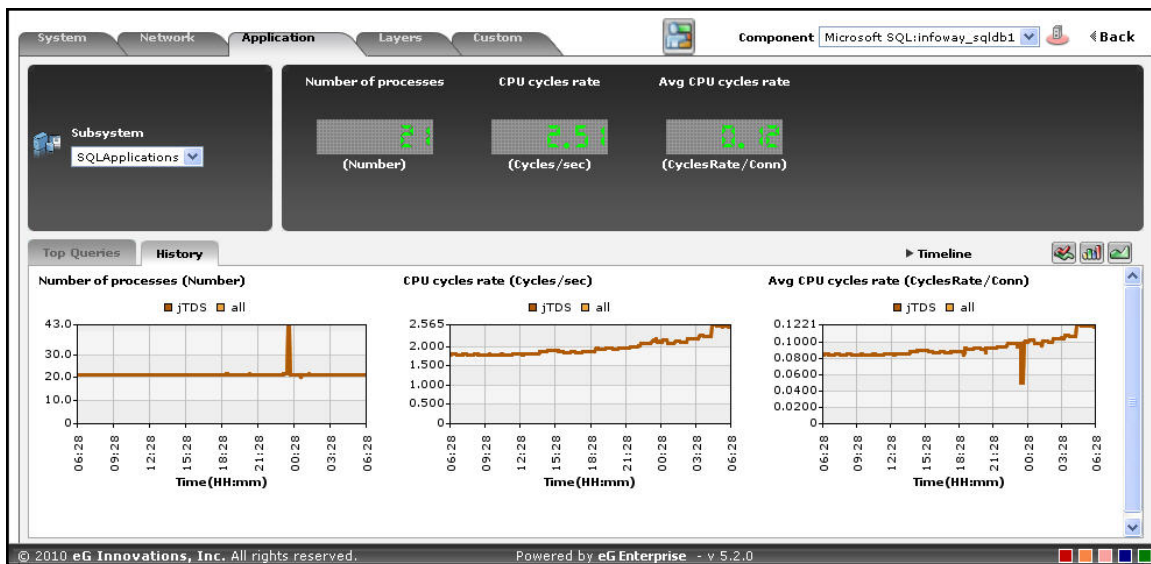 System Network Application Layers Custom Component Microsoft SQL:infoway_sqldb1 Back
Number of processes CPU cycles rate Avg CPU cycles rate
Subsystem
SQLApplications
21 2.51 0.12
(Number) (Cycles/sec) (CyclesRate/Conn)
Top Queries History Timeline
Number of processes (Number)
jTDS all
43.0
30.0
20.0
10.0
0
06:28 09:28 12:28 15:28 18:28 21:28 00:28 03:28 06:28
Time(HH:mm)
CPU cycles rate (Cycles/sec)
jTDS all
2.565
2.000
1.500
1.000
0.500
0
06:28 09:28 12:28 15:28 18:28 21:28 00:28 03:28 06:28
Time(HH:mm)
Avg CPU cycles rate (CyclesRate/Conn)
jTDS all
0.1221
0.1000
0.0800
0.0600
0.0400
0.0200
0
06:28 09:28 12:28 15:28 18:28 21:28 00:28 03:28 06:28
Time(HH:mm)
© 2010 eG Innovations, Inc. All rights reserved. Powered by eG Enterprise - v 5.2.0